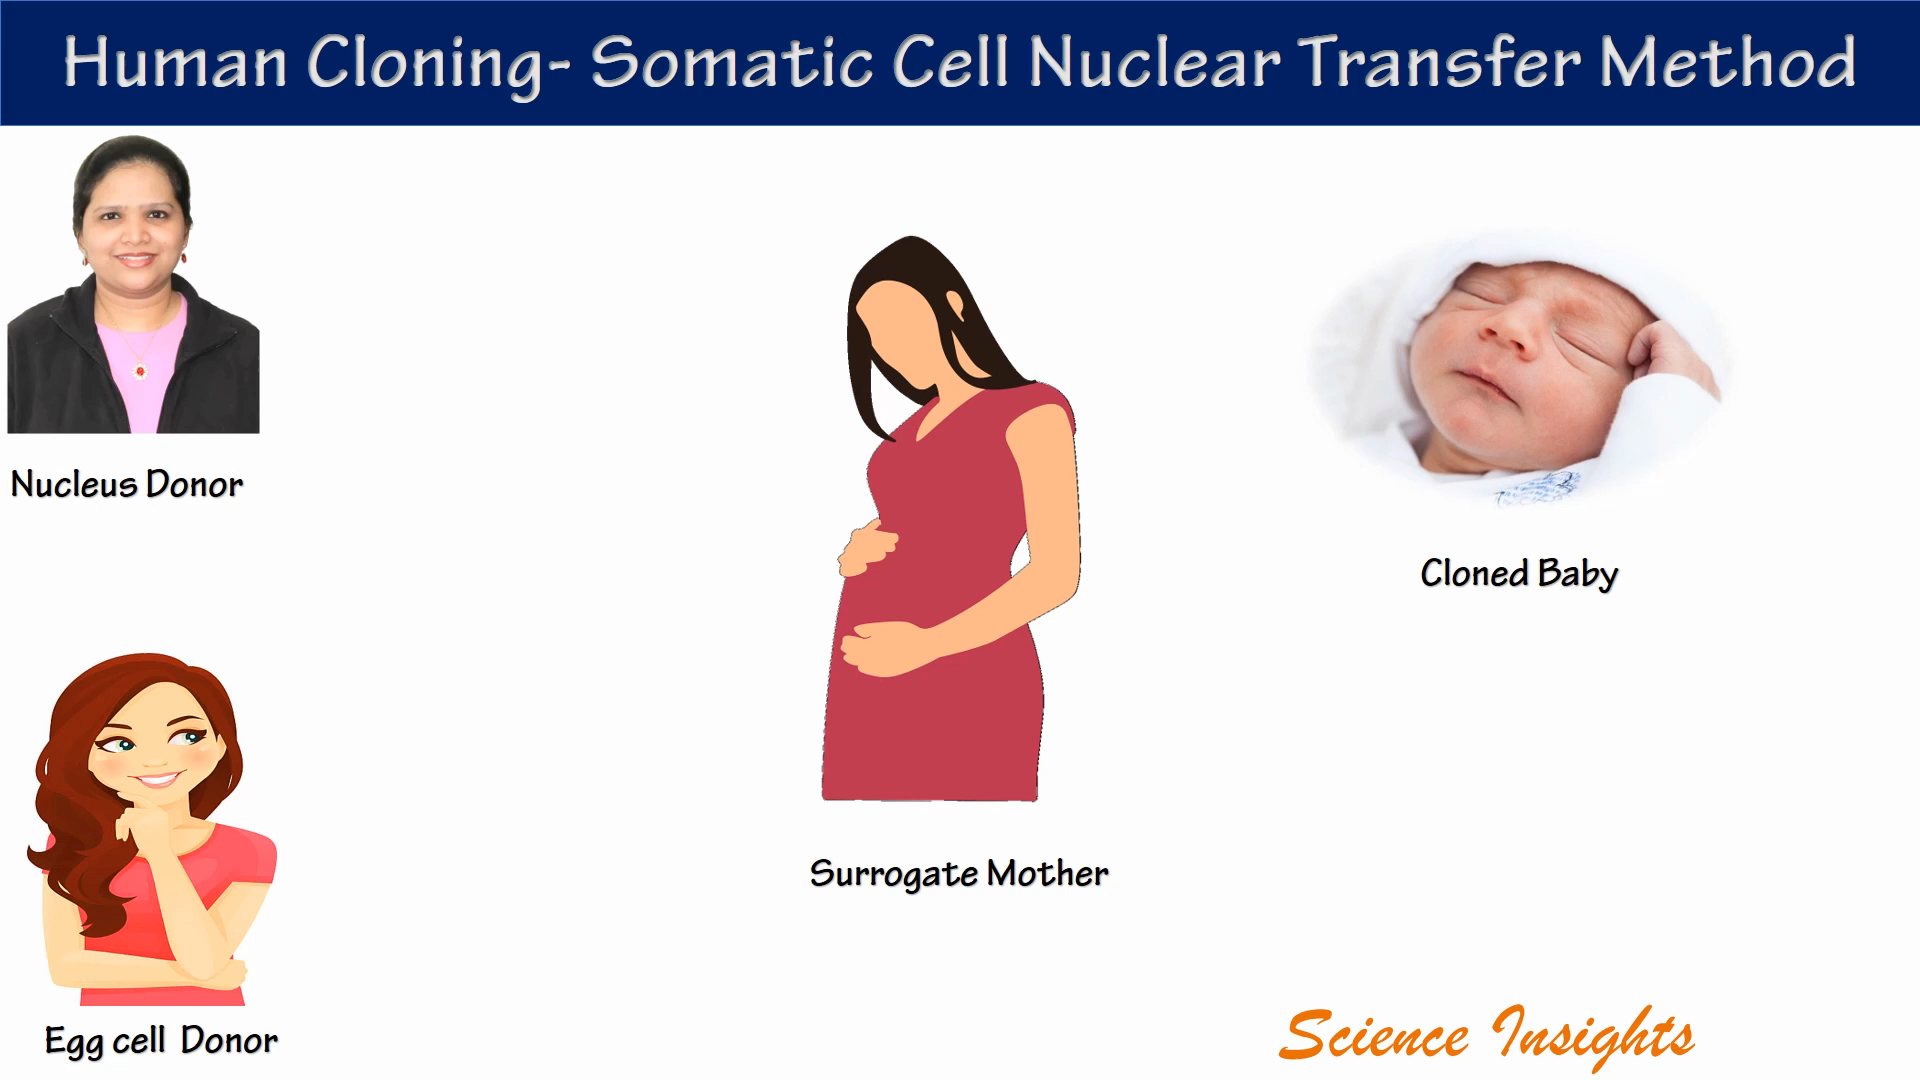 Human Cloning- Somatic Cell Nuclear Transfer Method
Nucleus Donor
Cloned Baby
Surrogate Mother
Egg cell Donor
Science Insights